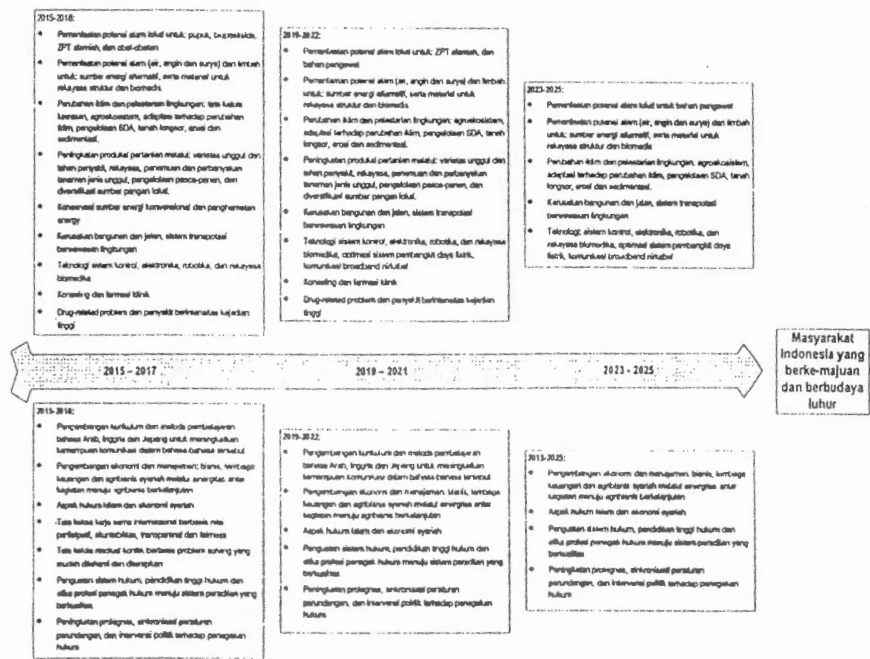 2015-2018:
Pemanfaatan potensi alam lokal untuk: pupuk, biopestisida,
ZPT alamiah, dan obat-obatan
Pemanfaatan potensi alam (air, angin dan surya) dan limbah
untuk: sumber energi alternatif, serta material untuk
rekayasa struktur dan biomedis
Perubahan iklim dan pelestarian lingkungan: tata kelola
kawasan, agroekosistem, adaptasi terhadap perubahan
iklim, pengelolaan SDA, tanah longsor, erosi dan
sedimentasi.
Peningkatan produksi pertanian melalui: varietas unggul dan
tahan penyakit, rekayasa, penemuan dan perbanyakan
tanaman jenis unggul, pengelolaan pasca-panen, dan
diversifikasi sumber pangan lokal.
Konservasi sumber energi konvensional dan penghematan
energy
Kerusakan bangunan dan jalan, sistem transpotasi
berwawasan lingkungan
Teknologi sistem kontrol, elektronika, robotika, dan rekayasa
biomedika
Konseling dan farmasi klinik
Drug-related problem dan penyakit berintensitas kejadian
tinggi
2019-2022:
Pemanfaatan potensi alam lokal untuk: ZPT alamiah, dan
bahan pengawet
Pemanfaatan potensi alam (air, angin dan surya) dan limbah
untuk: sumber energi alternatif, serta material untuk
rekayasa struktur dan biomedis
Perubahan iklim dan pelestarian lingkungan; agroekosistem,
adaptasi terhadap perubahan iklim, pengelolaan SDA, tanah
longsor, erosi dan sedimentasi.
Peningkatan produksi pertanian melalui: varietas unggul dan
tahan penyakit, rekayasa, penemuan dan perbanyakan
tanaman jenis unggul, pengelolaan pasca-panen, dan
diversifikasi sumber pangan lokal.
Kerusakan bangunan dan jalan, sistem transpotasi
berwawasan lingkungan
Teknologi sistem kontrol, elektronika, robotika, dan rekayasa
biomedika, optimasi sistem pembangkit daya listrik,
komunikasi broadband nirkabel
Konseling dan farmasi klinik
Drug-related problem dan penyakit berintensitas kejadian
tinggi
2023-2025:
Pemanfaatan potensi alam lokal untuk bahan pengawet
Pemanfaatan potensi alam (air, angin dan surya) dan limbah
untuk: sumber energi alternatif, serta material untuk
rekayasa struktur dan biomedis
Perubahan iklim dan pelestarian lingkungan, agroekosistem,
adaptasi terhadap perubahan iklim, pengelolaan SDA, tanah
longsor, erosi dan sedimentasi.
Kerusakan bangunan dan jalan, sistem transpotasi
berwawasan lingkungan
Teknologi: sistem kontrol, elektronika, robotika, dan
rekayasa biomedika, optimasi sistem pembangkit daya
listrik, komunikasi broadband nirkabel
2015 – 2017
2019 – 2021
2023 - 2025
Masyarakat
Indonesia yang
berke-majuan
dan berbudaya
luhur
2015-2018:
Pengembangan kurikulum dan metoda pembelajaran
bahasa Arab, Inggris dan Jepang untuk meningkatkan
kemampuan komunikasi dalam bahasa bahasa tersebut
Pengembangan ekonomi dan manajemen: bisnis, lembaga
keuangan dan agribisnis syariah melalui sinergitas antar
kegiatan menuju agribisnis berkelanjutan
Aspek hukum Islam dan ekonomi syariah
Tata kelola kerja sama internasional berbasis nilai
partisipatif, akuntabilitas, transparansi dan fairness
Tata kelola resolusi konflik berbasis problem solving yang
mudah dipahami dan diterapkan
Penguatan sistem hukum, pendidikan tinggi hukum dan
etika profesi penegak hukum menuju sistem peradilan yang
berkualitas
Peningkatan prolegnas, sinkronisasi peraturan
perundangan, dan intervensi politik terhadap penegakan
hukum
2019-2022:
Pengembangan kurikulum dan metoda pembelajaran
bahasa Arab, Inggris dan Jepang untuk meningkatkan
kemampuan komunikasi dalam bahasa bahasa tersebut
Pengembangan ekonomi dan manajemen: bisnis, lembaga
keuangan dan agribisnis syariah melalui sinergitas antar
kegiatan menuju agribisnis berkelanjutan
Aspek hukum Islam dan ekonomi syariah
Penguatan sistem hukum, pendidikan tinggi hukum dan
etika profesi penegak hukum menuju sistem peradilan yang
berkualitas
Peningkatan prolegnas, sinkronisasi peraturan
perundangan, dan intervensi politik terhadap penegakan
hukum
2013-2025:
Pengembangan ekonomi dan manajemen: bisnis, lembaga
keuangan dan agribisnis syariah melalui sinergitas antar
kegiatan menuju agribisnis berkelanjutan
Aspek hukum Islam dan ekonomi syariah
Penguatan sistem hukum, pendidikan tinggi hukum dan
etika profesi penegak hukum menuju sistem peradilan yang
berkualitas
Peningkatan prolegnas, sinkronisasi peraturan
perundangan, dan intervensi politik terhadap penegakan
hukum